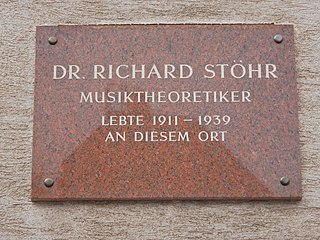 DR. RICHARD STÖHR
MUSIKTHEORETIKER
LEBTE 1911 – 1939
AN DIESEM ORT